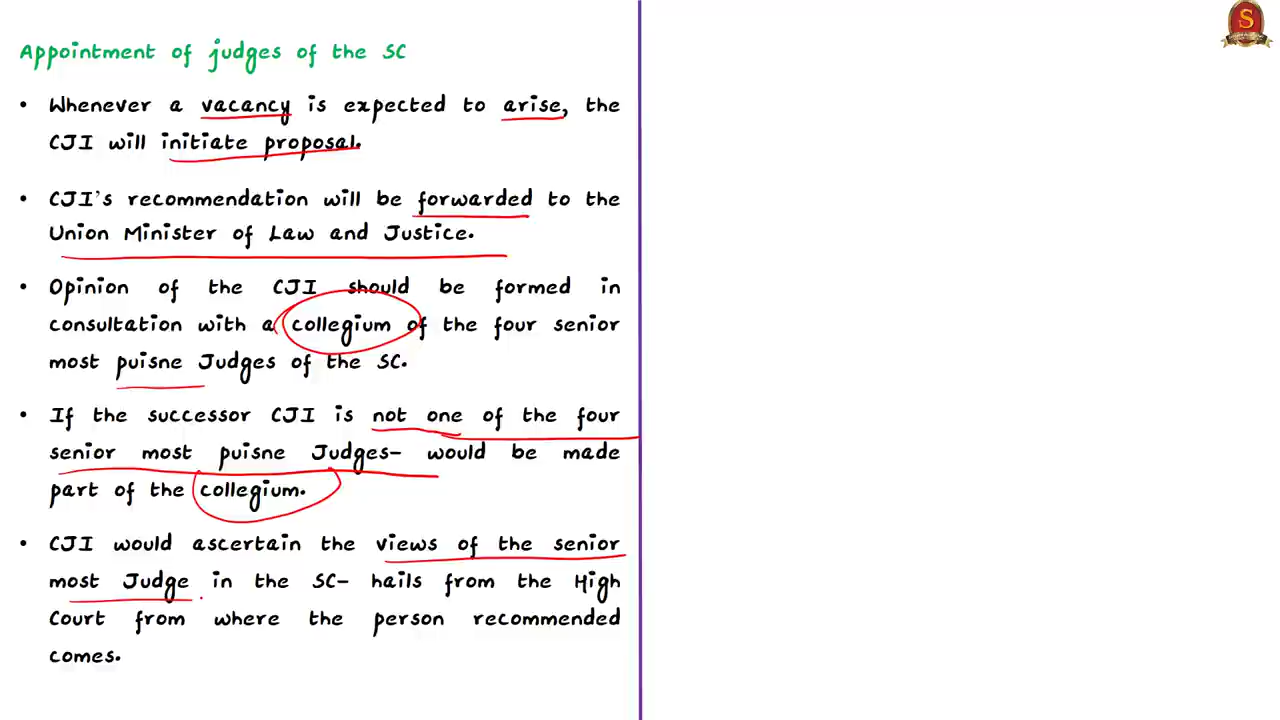 Appointment of judges of the SC
• Whenever a vacancy is expected to arise, the
CJI will initiate proposal.
• CJI's recommendation will be forwarded to the
Union Minister of Law and Justice.
• Opinion of the CJI should be formed in
consultation with a collegium of the four senior
most puisne Judges of the SC.
• If the successor CJI is not one of the four
senior most puisne Judges- would be made
part of the collegium.
• CJI would ascertain the views of the senior
most Judge in the SC- hails from the High
Court from where the person recommended
comes.
S